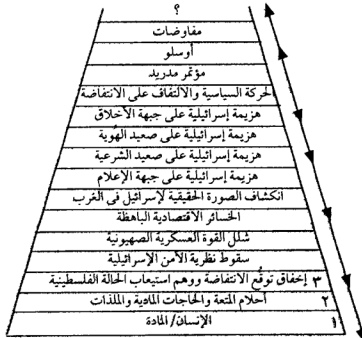 ؟
مفاوضات
أوسلو
مؤتمر مدريد
الحركة السياسية والالتفاف على الانتفاضة
هزيمة إسرائيلية على جبهة الأخلاق
هزيمة إسرائيلية على صعيد الهُوية
هزيمة إسرائيلية على صعيد الشرعية
هزيمة إسرائيلية على جبهة الإعلام
انكشاف الصورة الحقيقية لإسرائيل فى الغرب
الخسائر الاقتصادية الباهظة
شلل القوة العسكرية الصهيونية
سقوط نظرية الأمن الإسرائيلية
٣ إخفاق توقُّع الانتفاضة ووهم استيعاب الحالة الفلسطينية
٢ أحلام المتعة والحاجات المادية والملذات
١ الإنسان/المادة